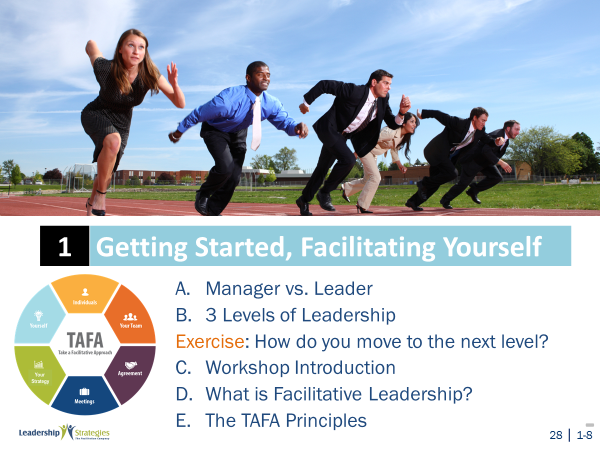 1 Getting Started, Facilitating Yourself
A. Manager vs. Leader
B. 3 Levels of Leadership
Exercise: How do you move to the next level?
C. Workshop Introduction
D. What is Facilitative Leadership?
E. The TAFA Principles
Individuals
Yourself
Your Team
TAFA
Take a Facilitative Approach
Your
Strategy
Agreement
Meetings
Leadership Strategies
The Facilitation Company
28 | 1-8